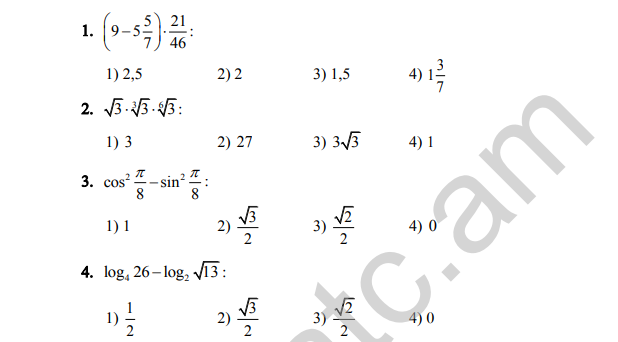 1. (9 − 5 5/7) · 21/46 :
1) 2,5 2) 2 3) 1,5 4) 1 3/7
2. √3 · ∛3 · ⁶√3 :
1) 3 2) 27 3) 3√3 4) 1
3. cos² π/8 − sin² π/8 :
1) 1 2) √3/2 3) √2/2 4) 0
4. log₄ 26 − log₂ √13 :
1) 1/2 2) √3/2 3) √2/2 4) 0
tc.am